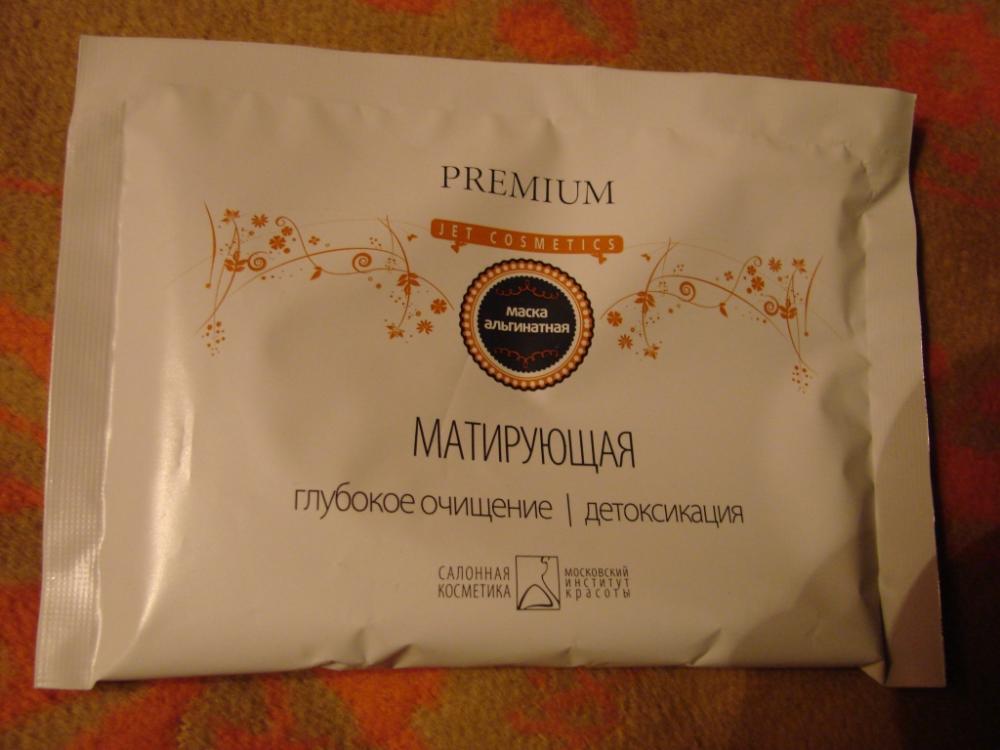 PREMIUM
JET COSMETICS
маска
альгинатная
МАТИРУЮЩАЯ
глубокое очищение | детоксикация
САЛОННАЯ
КОСМЕТИКА
МОСКОВСКИЙ
ИНСТИТУТ
КРАСОТЫ